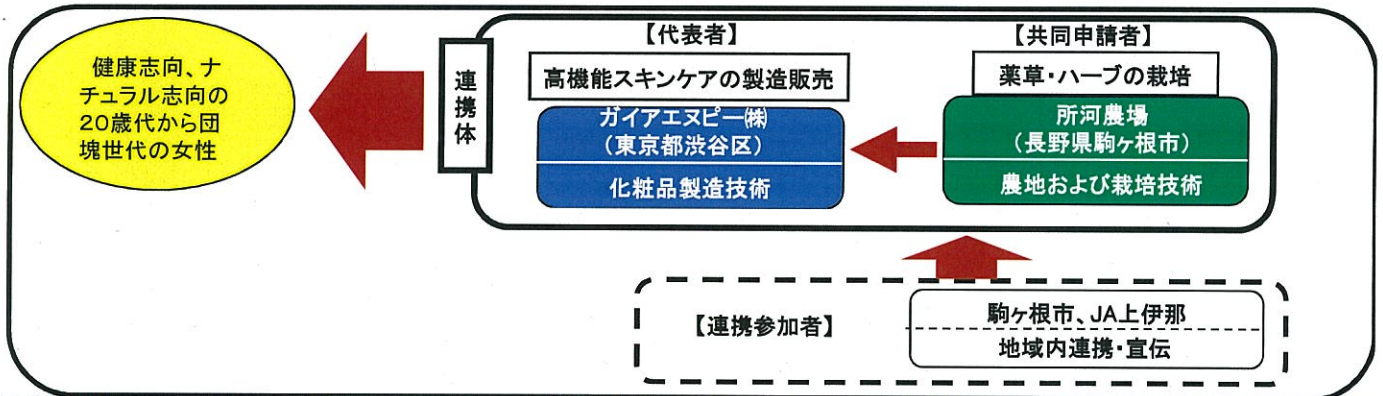 健康志向、ナ
チュラル志向の
20歳代から団
塊世代の女性
連携体
【代表者】
高機能スキンケアの製造販売
ガイアエヌピー㈱
（東京都渋谷区）
化粧品製造技術
【共同申請者】
薬草・ハーブの栽培
所河農場
（長野県駒ヶ根市）
農地および栽培技術
【連携参加者】
駒ヶ根市、JA上伊那
地域内連携・宣伝